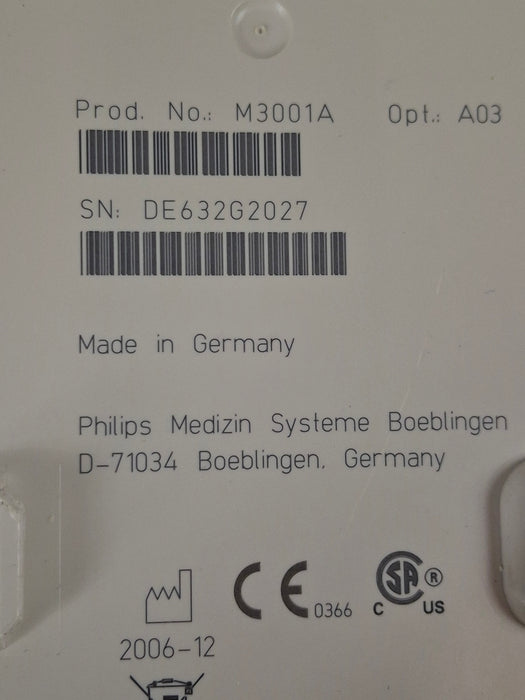 Prod. No.: M3001A Opt.: A03
SN: DE632G2027
Made in Germany
Philips Medizin Systeme Boeblingen
D-71034 Boeblingen, Germany
CE 0366
SA ®
C US
2006-12